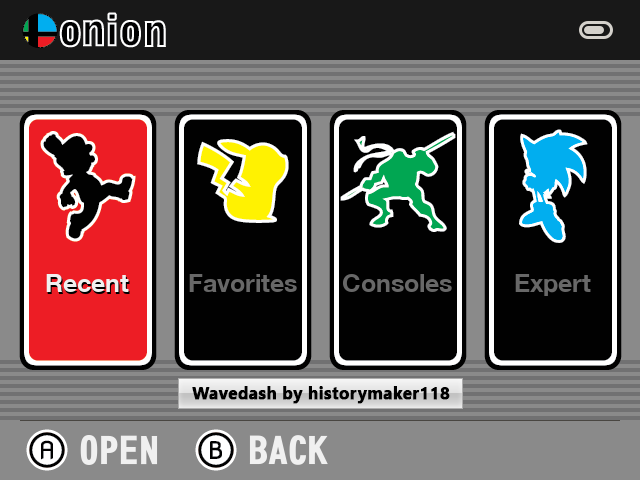 onion
Recent
Favorites
Consoles
Expert
Wavedash by historymaker118
A OPEN B BACK